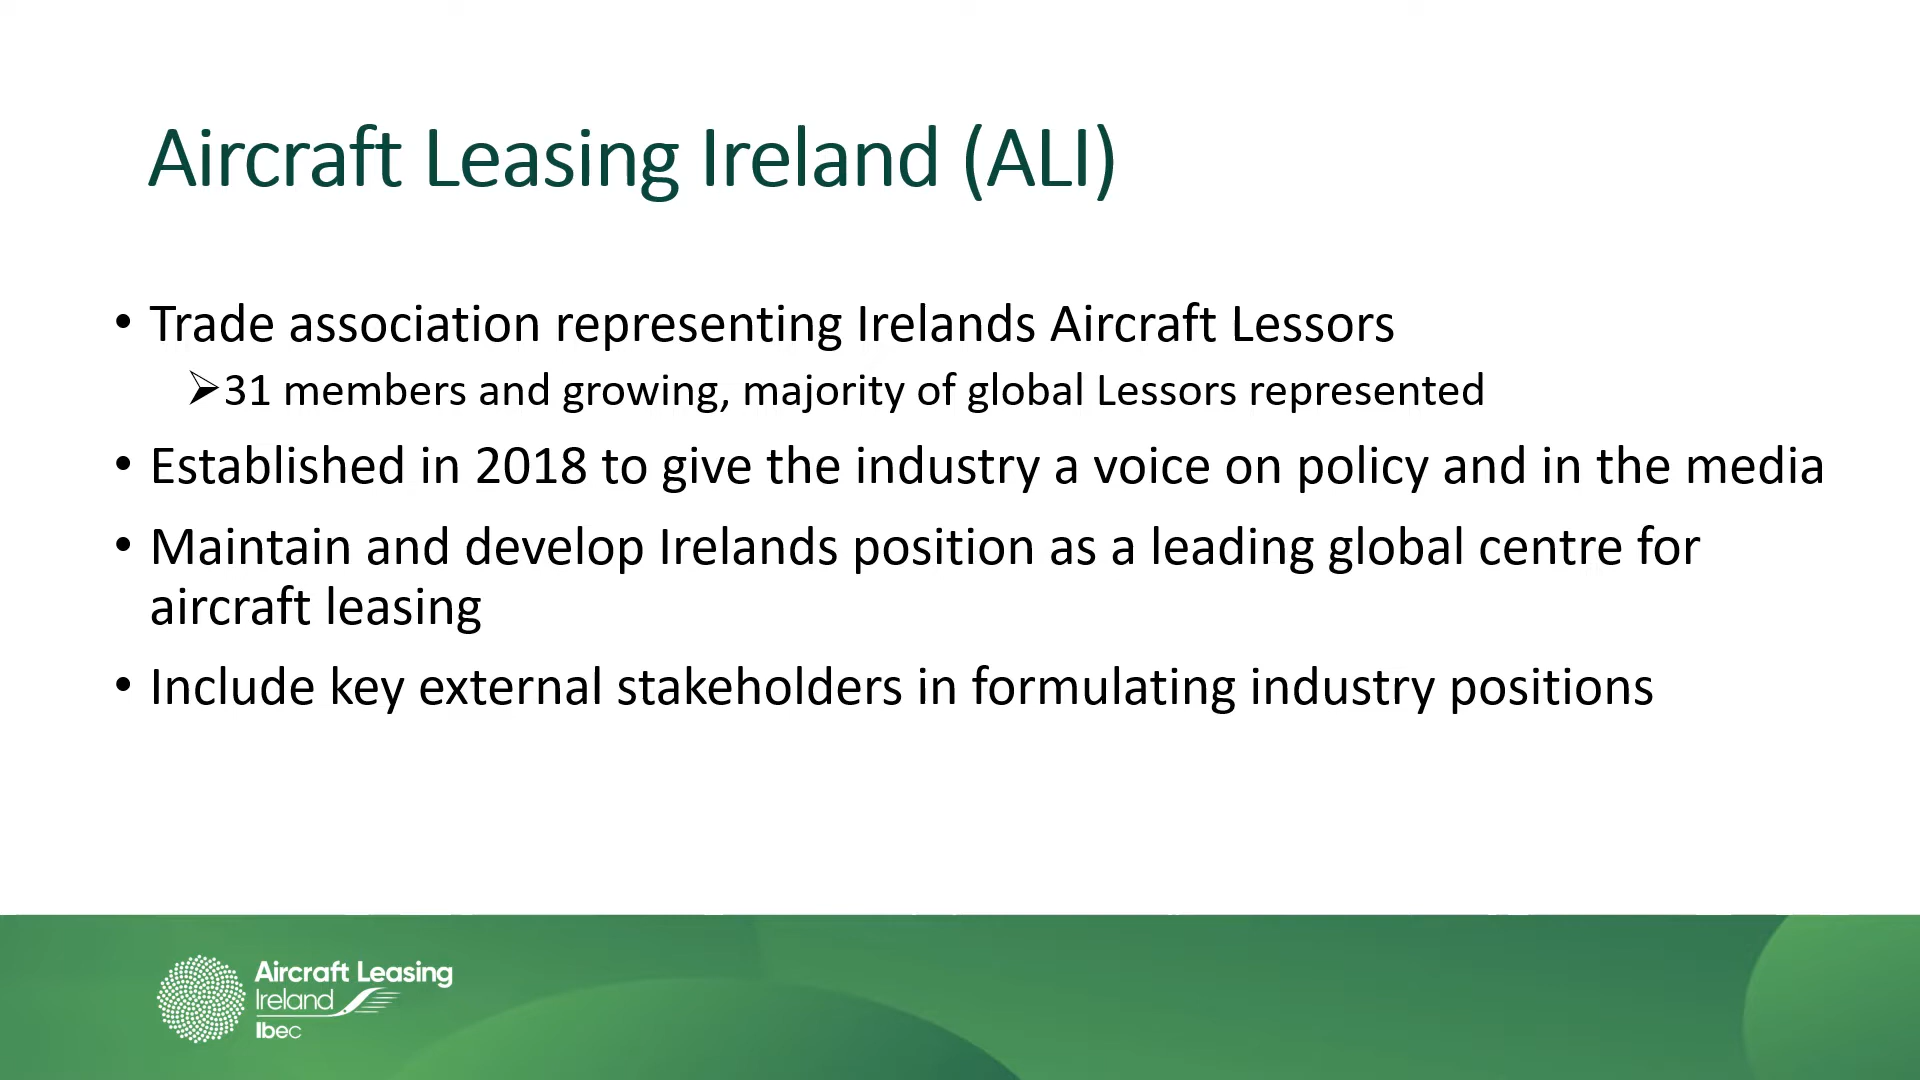 Aircraft Leasing Ireland (ALI)
• Trade association representing Irelands Aircraft Lessors
➢31 members and growing, majority of global Lessors represented
• Established in 2018 to give the industry a voice on policy and in the media
• Maintain and develop Irelands position as a leading global centre for
aircraft leasing
• Include key external stakeholders in formulating industry positions
Aircraft Leasing
Ireland
Ibec